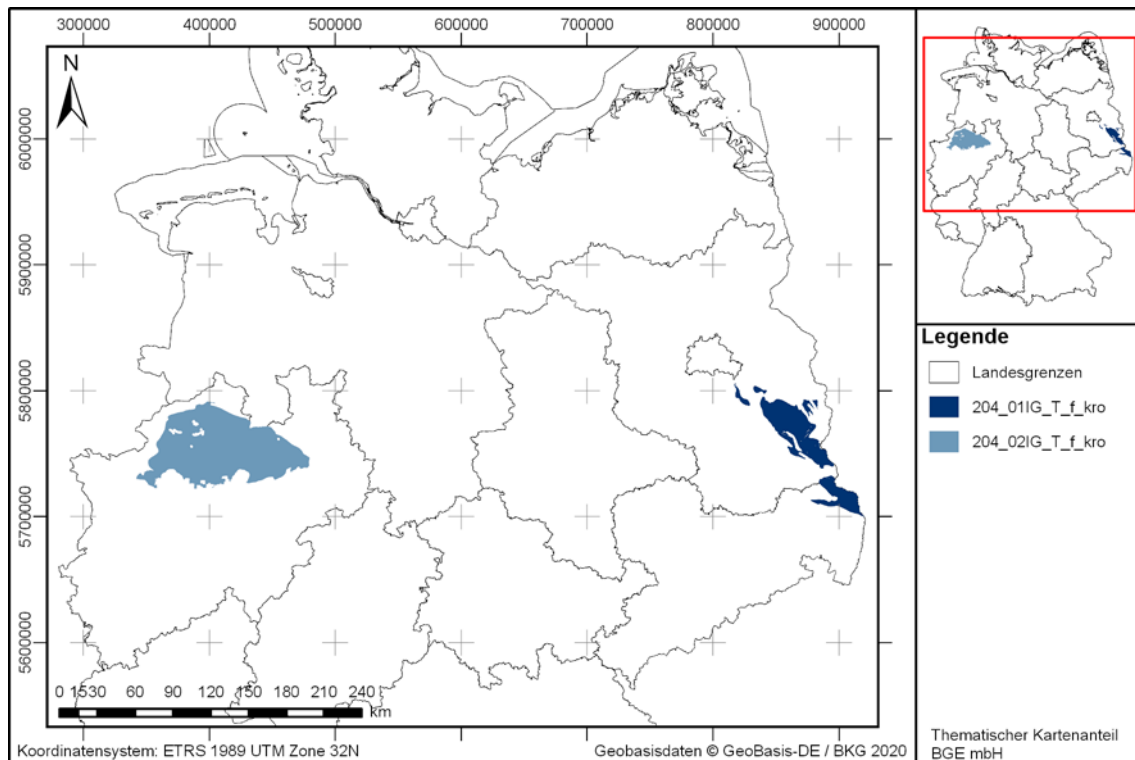 300000 400000 500000 600000 700000 800000 900000
N
6000000
5900000
5800000
5700000
5600000
0 1530 60 90 120 150 180 210 240
km
Koordinatensystem: ETRS 1989 UTM Zone 32N
Geobasisdaten © GeoBasis-DE / BKG 2020
Legende
Landesgrenzen
204_01IG_T_f_kro
204_02IG_T_f_kro
Thematischer Kartenanteil
BGE mbH